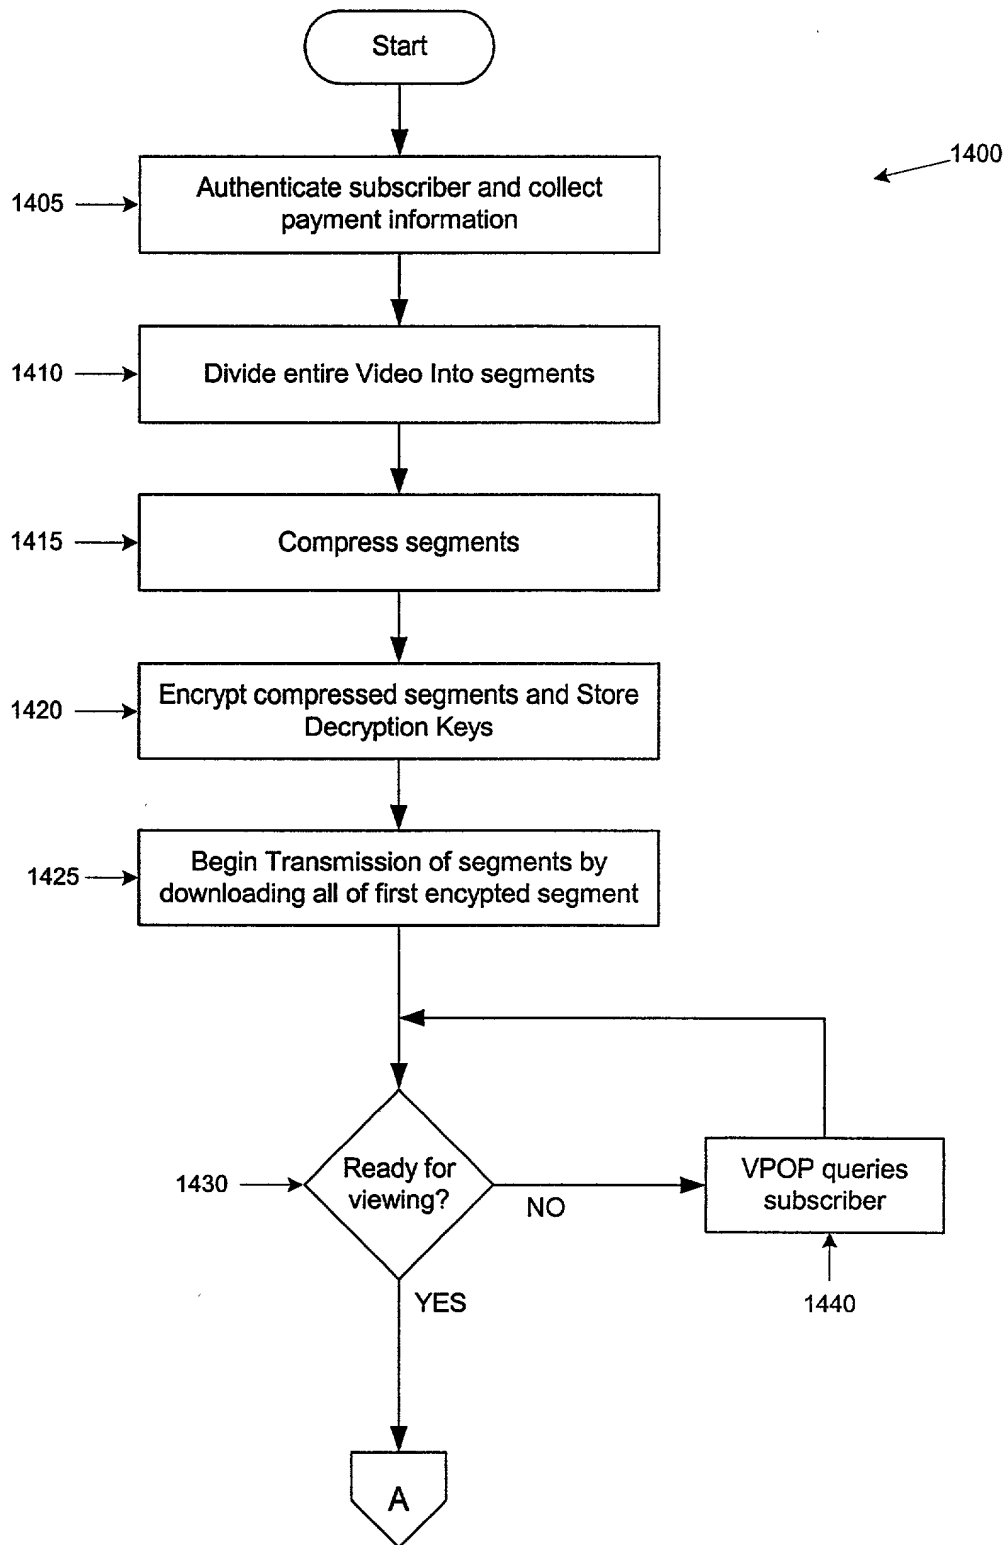 Start
1400
1405
Authenticate subscriber and collect
payment information
1410
Divide entire Video Into segments
1415
Compress segments
1420
Encrypt compressed segments and Store
Decryption Keys
1425
Begin Transmission of segments by
downloading all of first encypted segment
1430
Ready for
viewing?
NO
VPOP queries
subscriber
1440
YES
A